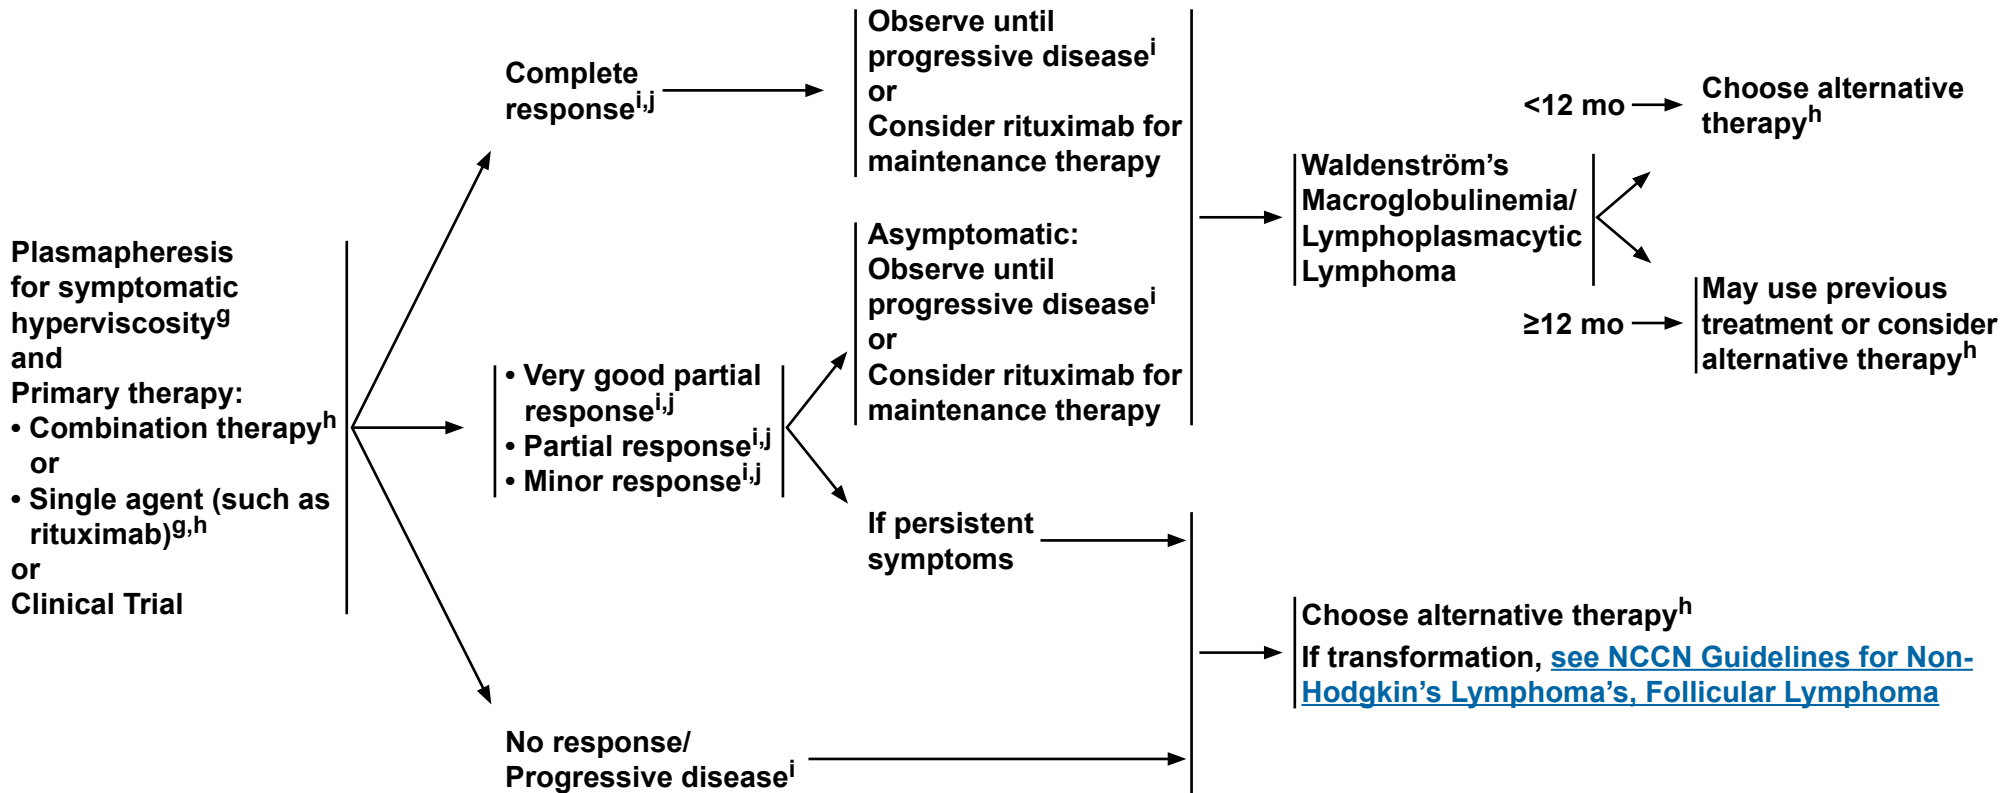 Plasmapheresis
for symptomatic
hyperviscosityg
and
Primary therapy:
• Combination therapyh
or
• Single agent (such as
rituximab)g,h
or
Clinical Trial
Complete
responsei,j
• Very good partial
responsei,j
• Partial responsei,j
• Minor responsei,j
No response/
Progressive diseasei
Observe until
progressive diseasei
or
Consider rituximab for
maintenance therapy
Asymptomatic:
Observe until
progressive diseasei
or
Consider rituximab for
maintenance therapy
If persistent
symptoms
Waldenström’s
Macroglobulinemia/
Lymphoplasmacytic
Lymphoma
<12 mo
Choose alternative
therapyh
≥12 mo
May use previous
treatment or consider
alternative therapyh
Choose alternative therapyh
If transformation, see NCCN Guidelines for Non-
Hodgkin’s Lymphoma’s, Follicular Lymphoma